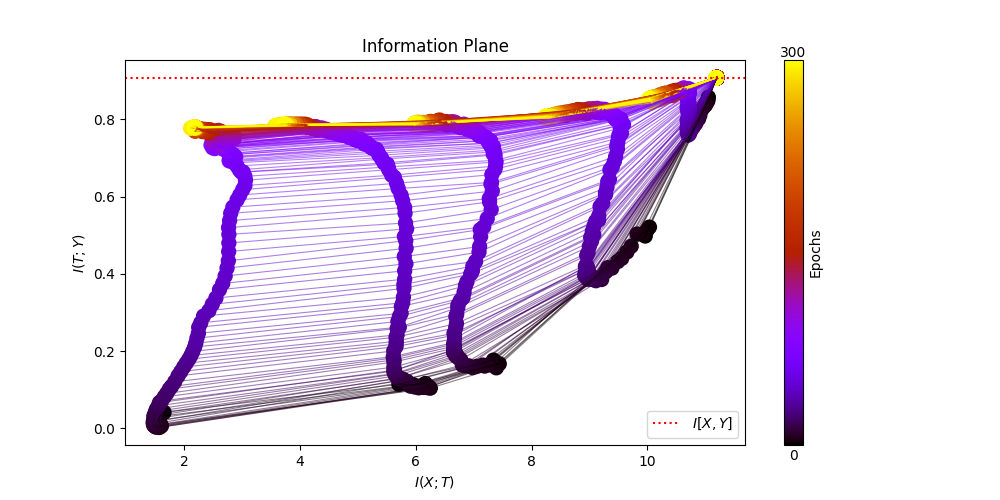 Information Plane
300
0.8
0.6
0.4
0.2
0.0
I(T; Y)
2
4
6
8
10
I(X; T)
I[X, Y]
Epochs
0